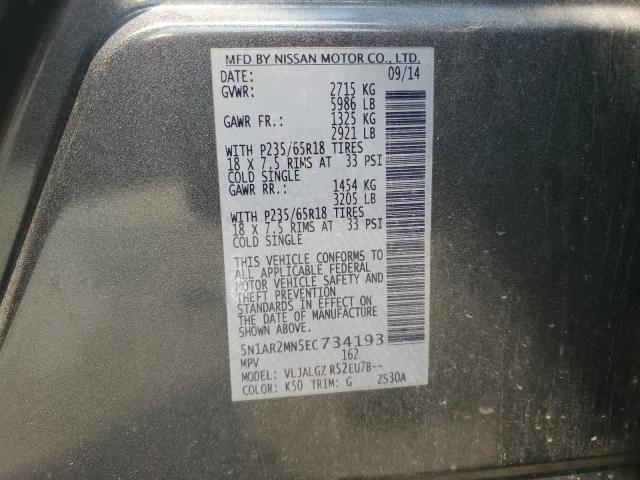 MFD BY NISSAN MOTOR CO., LTD.
DATE: 09/14
GVWR: 2715 KG
5986 LB
GAWR FR.: 1325 KG
2921 LB
WITH P235/65R18 TIRES
18 X 7.5 RIMS AT 33 PSI
COLD SINGLE
GAWR RR.: 1454 KG
3205 LB
WITH P235/65R18 TIRES
18 X 7.5 RIMS AT 33 PSI
COLD SINGLE
THIS VEHICLE CONFORMS TO
ALL APPLICABLE FEDERAL
MOTOR VEHICLE SAFETY AND
THEFT PREVENTION
STANDARDS IN EFFECT ON
THE DATE OF MANUFACTURE
SHOWN ABOVE.
5N1AR2MN5EC734193
MPV 162
MODEL: VLJALGZ R52EU7B--
COLOR: K50 TRIM: G ZS30A